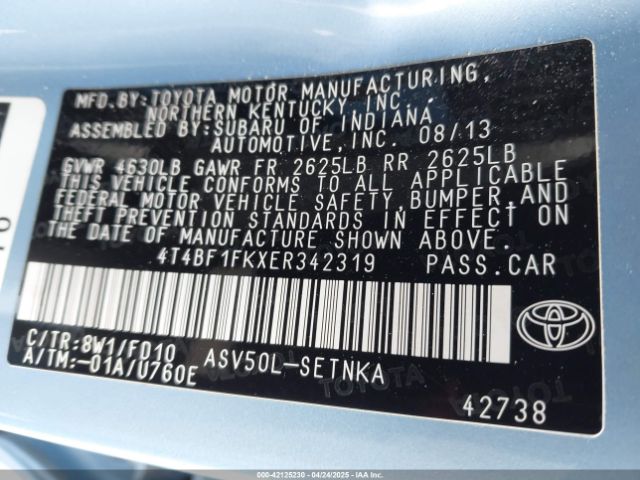 MFD.BY:TOYOTA MOTOR MANUFACTURING,
NORTHERN KENTUCKY,INC.
ASSEMBLED BY:SUBARU OF INDIANA
AUTOMOTIVE,INC. 08/13
GVWR 4630LB GAWR FR 2625LB RR 2625LB
THIS VEHICLE CONFORMS TO ALL APPLICABLE
FEDERAL MOTOR VEHICLE SAFETY,BUMPER,AND
THEFT PREVENTION STANDARDS IN EFFECT ON
THE DATE OF MANUFACTURE SHOWN ABOVE.
4T4BF1FKXER342319 PASS.CAR
C/TR:8W1/FD10 ASV50L-SETNKA
A/TM:-01A/U760E
TOYOTA
42738
000-42125230 - 04/24/2025 - IAAI.CA